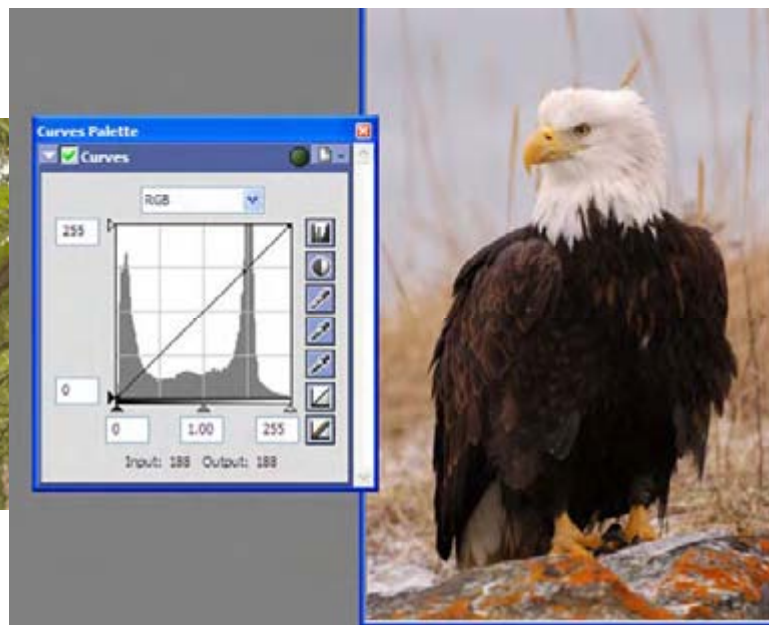 Curves Palette
Curves
RGB
255
0
0 1.00 255
Input: 188 Output: 188